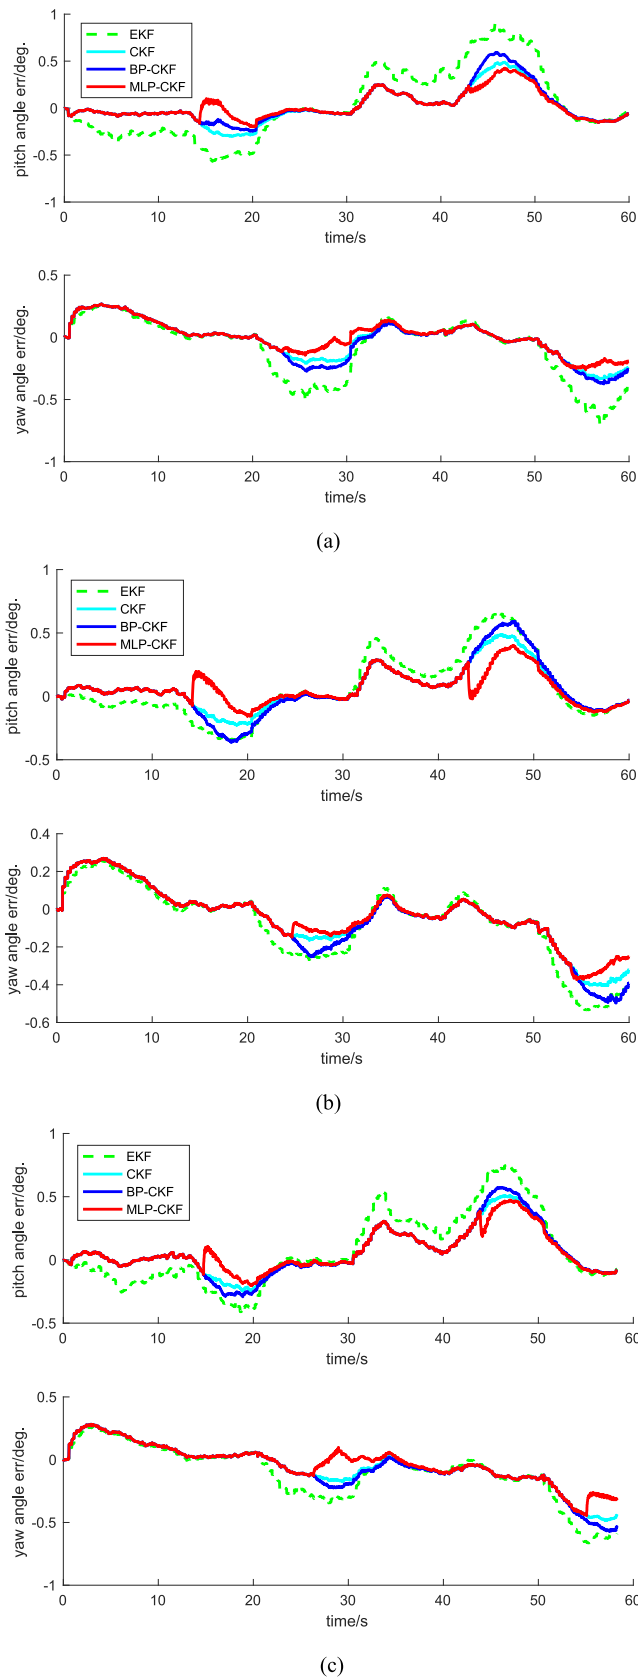 1
EKF
CKF
BP-CKF
MLP-CKF
0.5
0
-0.5
-1
pitch angle err/deg.
0 10 20 30 40 50 60
time/s
0.5
0
-0.5
-1
yaw angle err/deg.
0 10 20 30 40 50 60
time/s
(a)
1
EKF
CKF
BP-CKF
MLP-CKF
0.5
0
-0.5
pitch angle err/deg.
0 10 20 30 40 50 60
time/s
0.4
0.2
0
-0.2
-0.4
-0.6
yaw angle err/deg.
0 10 20 30 40 50 60
time/s
(b)
1
EKF
CKF
BP-CKF
MLP-CKF
0.5
0
-0.5
pitch angle err/deg.
0 10 20 30 40 50 60
time/s
0.5
0
-0.5
-1
yaw angle err/deg.
0 10 20 30 40 50 60
time/s
(c)